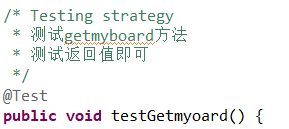 /* Testing strategy
* 测试getmyboard方法
* 测试返回值即可
*/
@Test
public void testGetmyoard() {